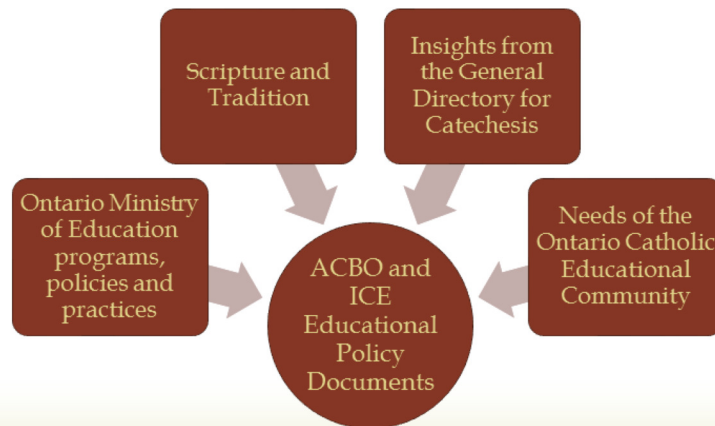 Scripture and
Tradition
Insights from
the General
Directory for
Catechesis
Ontario Ministry
of Education
programs,
policies and
practices
Needs of the
Ontario Catholic
Educational
Community
ACBO and
ICE
Educational
Policy
Documents